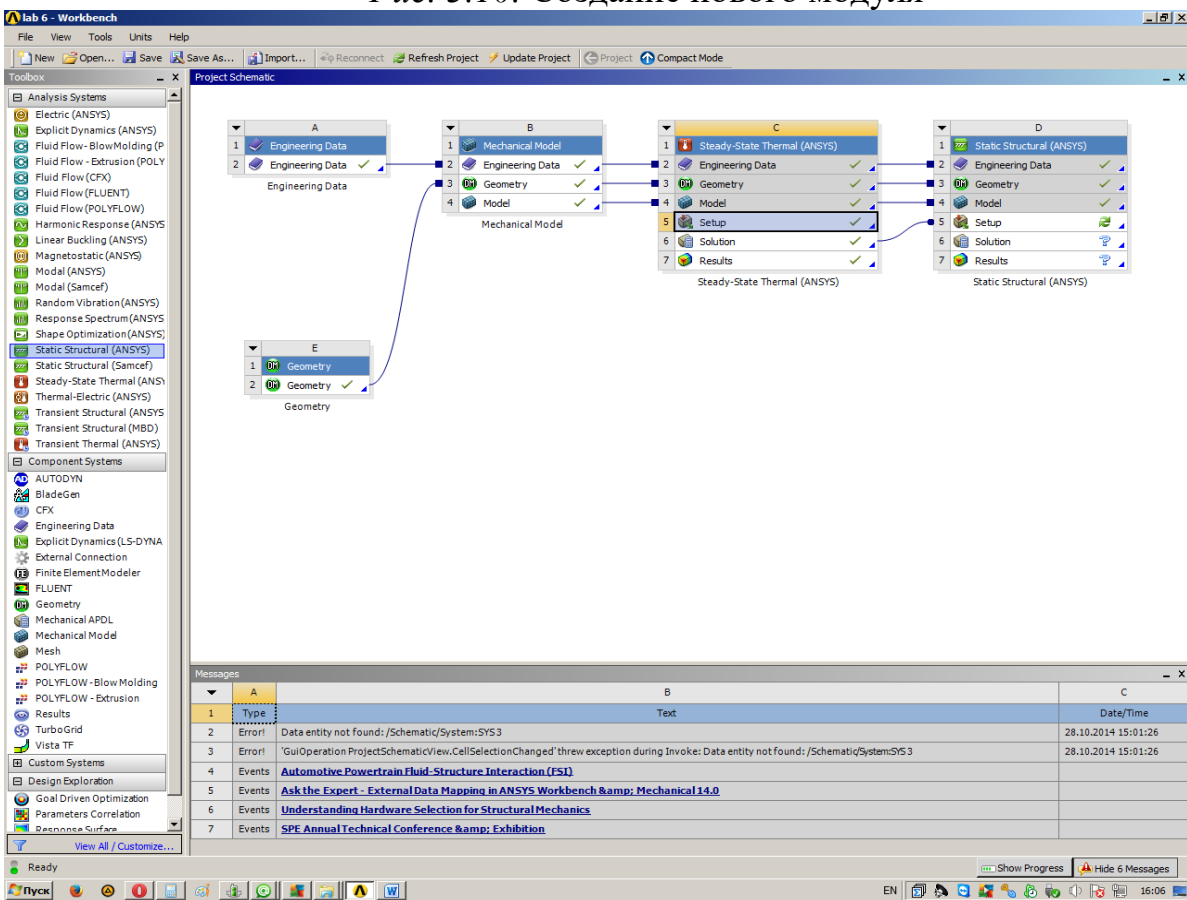 Рис. 5.10. Создание нового модуля
lab 6 - Workbench
File View Tools Units Help
New Open... Save Save As... Import... Reconnect Refresh Project Update Project Project Compact Mode
Toolbox
Analysis Systems
Electric (ANSYS)
Explicit Dynamics (ANSYS)
Fluid Flow- BlowMolding (P
Fluid Flow - Extrusion (POLY
Fluid Flow (CFX)
Fluid Flow (FLUENT)
Fluid Flow (POLYFLOW)
Harmonic Response (ANSYS
Linear Buckling (ANSYS)
Magnetostatic (ANSYS)
Modal (ANSYS)
Modal (Samcef)
Random Vibration (ANSYS)
Response Spectrum (ANSYS
Shape Optimization (ANSYS)
Static Structural (ANSYS)
Static Structural (Samcef)
Steady-State Thermal (ANSY
Thermal-Electric (ANSYS)
Transient Structural (ANSYS
Transient Structural (MBD)
Transient Thermal (ANSYS)
Component Systems
AUTODYN
BladeGen
CFX
Engineering Data
Explicit Dynamics (LS-DYNA
External Connection
Finite Element Modeler
FLUENT
Geometry
Mechanical APDL
Mechanical Model
Mesh
POLYFLOW
POLYFLOW - Blow Molding
POLYFLOW - Extrusion
Results
TurboGrid
Vista TF
Custom Systems
Design Exploration
Goal Driven Optimization
Parameters Correlation
Response Surface
View All / Customize...
Project Schematic
A
1 Engineering Data
2 Engineering Data
Engineering Data
B
1 Mechanical Model
2 Engineering Data
3 Geometry
4 Model
Mechanical Model
C
1 Steady-State Thermal (ANSYS)
2 Engineering Data
3 Geometry
4 Model
5 Setup
6 Solution
7 Results
Steady-State Thermal (ANSYS)
D
1 Static Structural (ANSYS)
2 Engineering Data
3 Geometry
4 Model
5 Setup
6 Solution
7 Results
Static Structural (ANSYS)
E
1 Geometry
2 Geometry
Geometry
Messages
A B C
1 Type Text Date/Time
2 Error! Data entity not found: /Schematic/System:SYS 3 28.10.2014 15:01:26
3 Error! 'GuiOperation ProjectSchematicView.CellSelectionChanged' threw exception during Invoke: Data entity not found: /Schematic/System:SYS 3 28.10.2014 15:01:26
4 Events Automotive Powertrain Fluid-Structure Interaction (FSI)
5 Events Ask the Expert - External Data Mapping in ANSYS Workbench &amp; Mechanical 14.0
6 Events Understanding Hardware Selection for Structural Mechanics
7 Events SPE Annual Technical Conference &amp; Exhibition
Ready
Show Progress Hide 6 Messages
Пуск EN 16:06